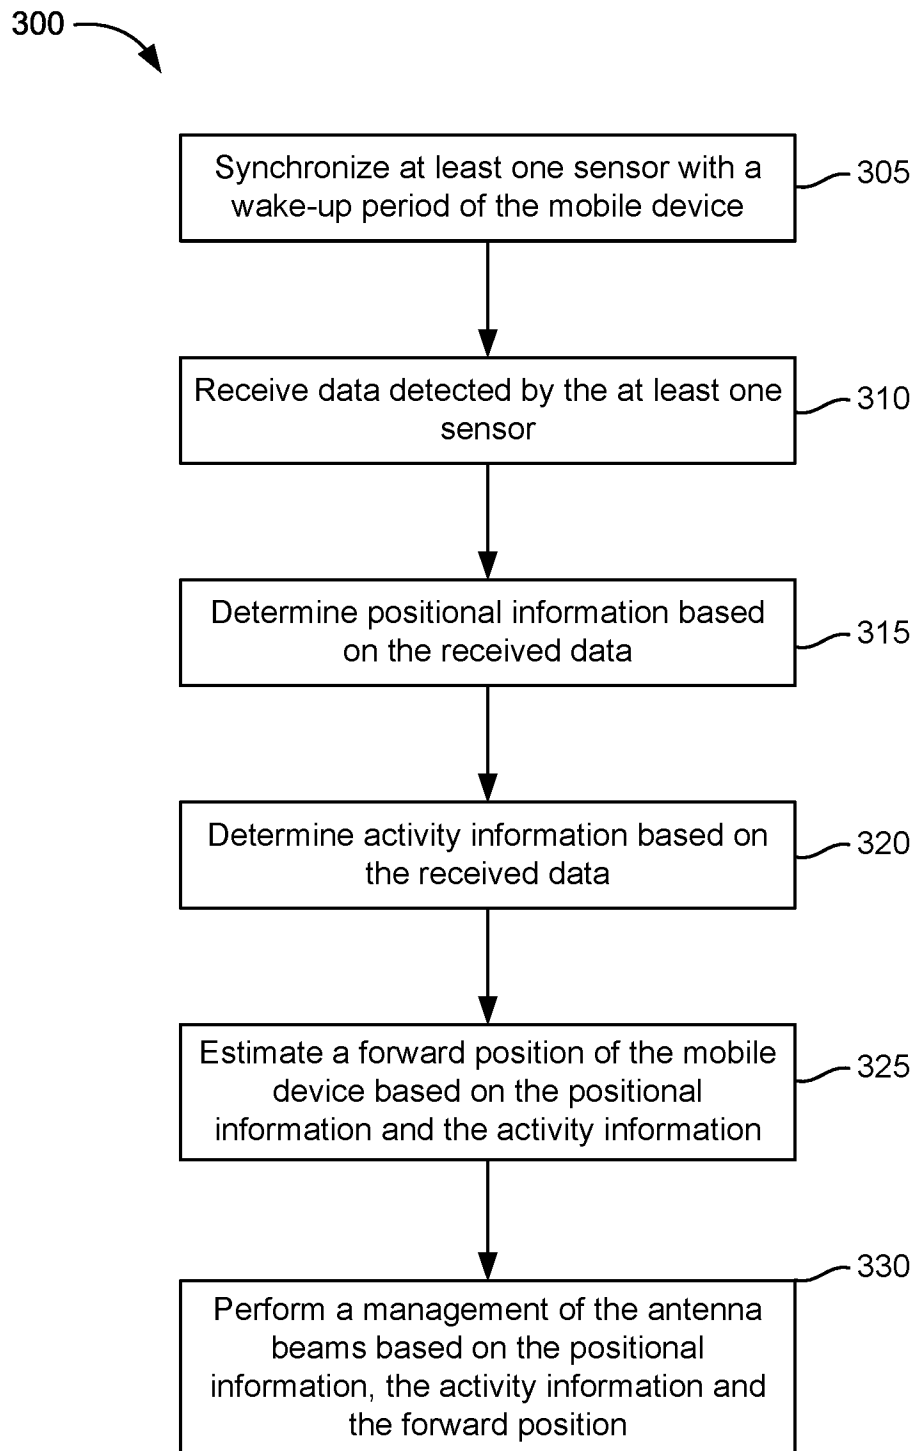 300
Synchronize at least one sensor with a
wake-up period of the mobile device
305
Receive data detected by the at least one
sensor
310
Determine positional information based
on the received data
315
Determine activity information based on
the received data
320
Estimate a forward position of the mobile
device based on the positional
information and the activity information
325
Perform a management of the antenna
beams based on the positional
information, the activity information and
the forward position
330